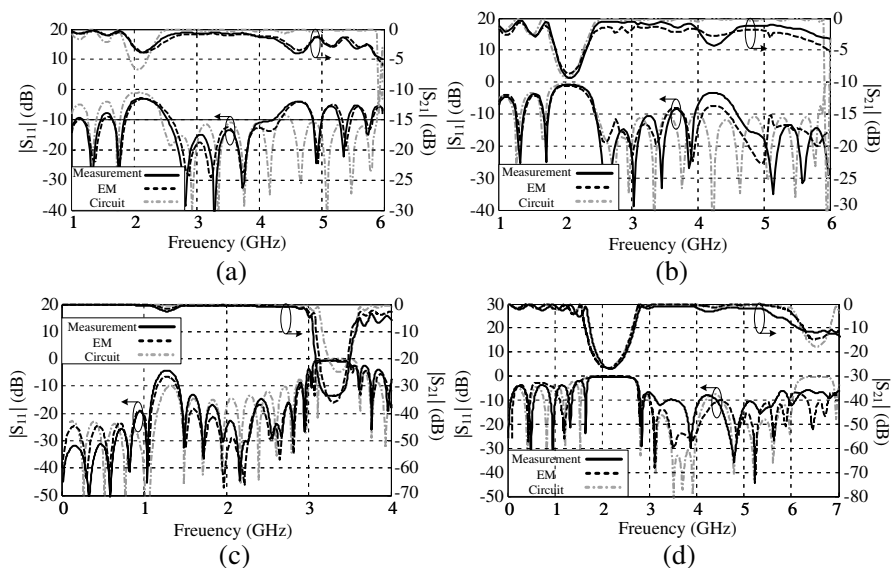 20
10
0
-10
-20
-30
-40
|S11| (dB)
0
-5
-10
-15
-20
-25
-30
|S21| (dB)
Measurement
EM
Circuit
1 2 3 4 5 6
Freuency (GHz)
(a)
20
10
0
-10
-20
-30
-40
|S11| (dB)
0
-5
-10
-15
-20
-25
-30
|S21| (dB)
Measurement
EM
Circuit
1 2 3 4 5 6
Freuency (GHz)
(b)
20
10
0
-10
-20
-30
-40
-50
|S11| (dB)
0
-10
-20
-30
-40
-50
-60
-70
|S21| (dB)
Measurement
EM
Circuit
0 1 2 3 4
Freuency (GHz)
(c)
30
20
10
0
-10
-20
-30
-40
-50
|S11| (dB)
0
-10
-20
-30
-40
-50
-60
-70
-80
|S21| (dB)
Measurement
EM
Circuit
0 1 2 3 4 5 6 7
Freuency (GHz)
(d)